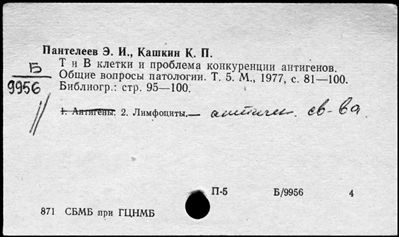 Пантелеев Э. И., Кашкин К. П.
Т и В клетки и проблема конкуренции антигенов.
Общие вопросы патологии. Т. 5. М., 1977, с. 81—100.
Библиогр.: стр. 95—100.
Б
9956
1. Антигены. 2. Лимфоциты.— антиген. св-ва
П-5 Б/9956 4
871 СБМБ при ГЦНМБ